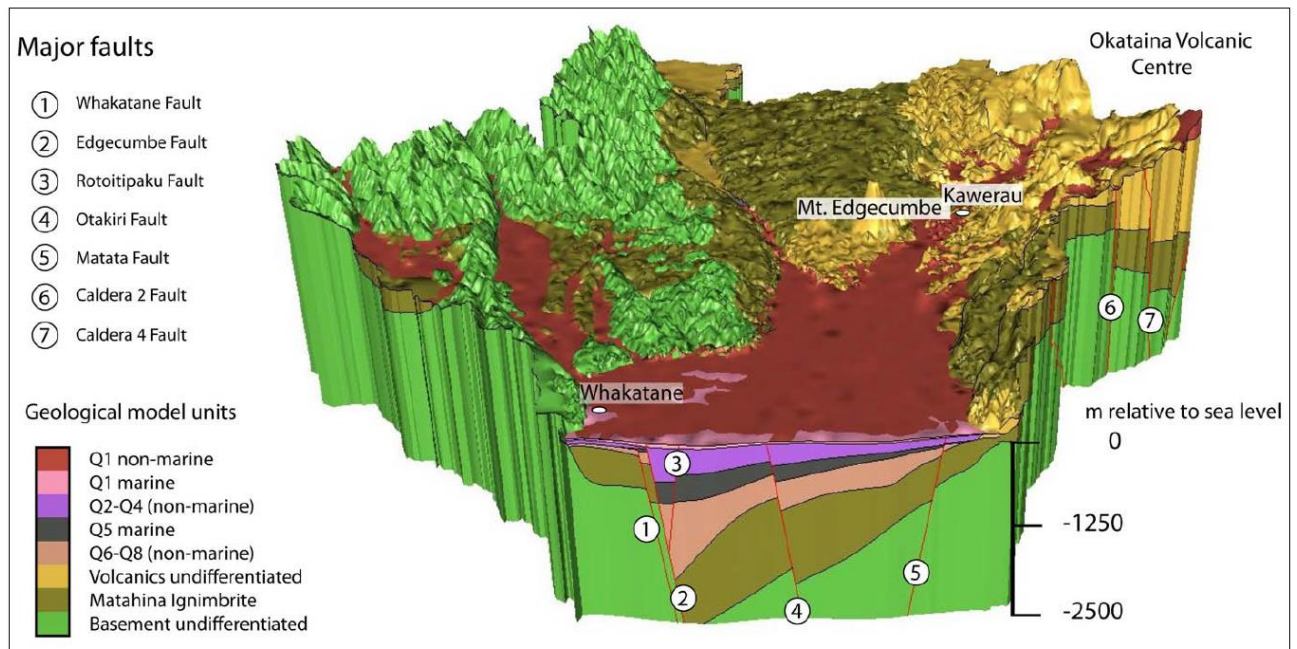 Major faults
① Whakatane Fault
② Edgecumbe Fault
③ Rotoitipaku Fault
④ Otakiri Fault
⑤ Matata Fault
⑥ Caldera 2 Fault
⑦ Caldera 4 Fault
Geological model units
Q1 non-marine
Q1 marine
Q2-Q4 (non-marine)
Q5 marine
Q6-Q8 (non-marine)
Volcanics undifferentiated
Matahina Ignimbrite
Basement undifferentiated
Okataina Volcanic
Centre
Kawerau
Mt. Edgecumbe
Whakatane
⑥
⑦
m relative to sea level
0
-1250
-2500
③
①
②
④
⑤